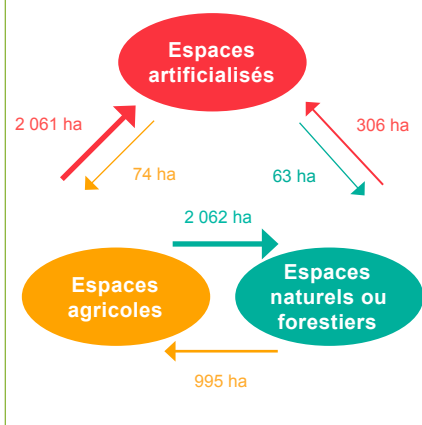 Espaces
artificialisés
2 061 ha
306 ha
74 ha
63 ha
2 062 ha
Espaces
agricoles
Espaces
naturels ou
forestiers
995 ha